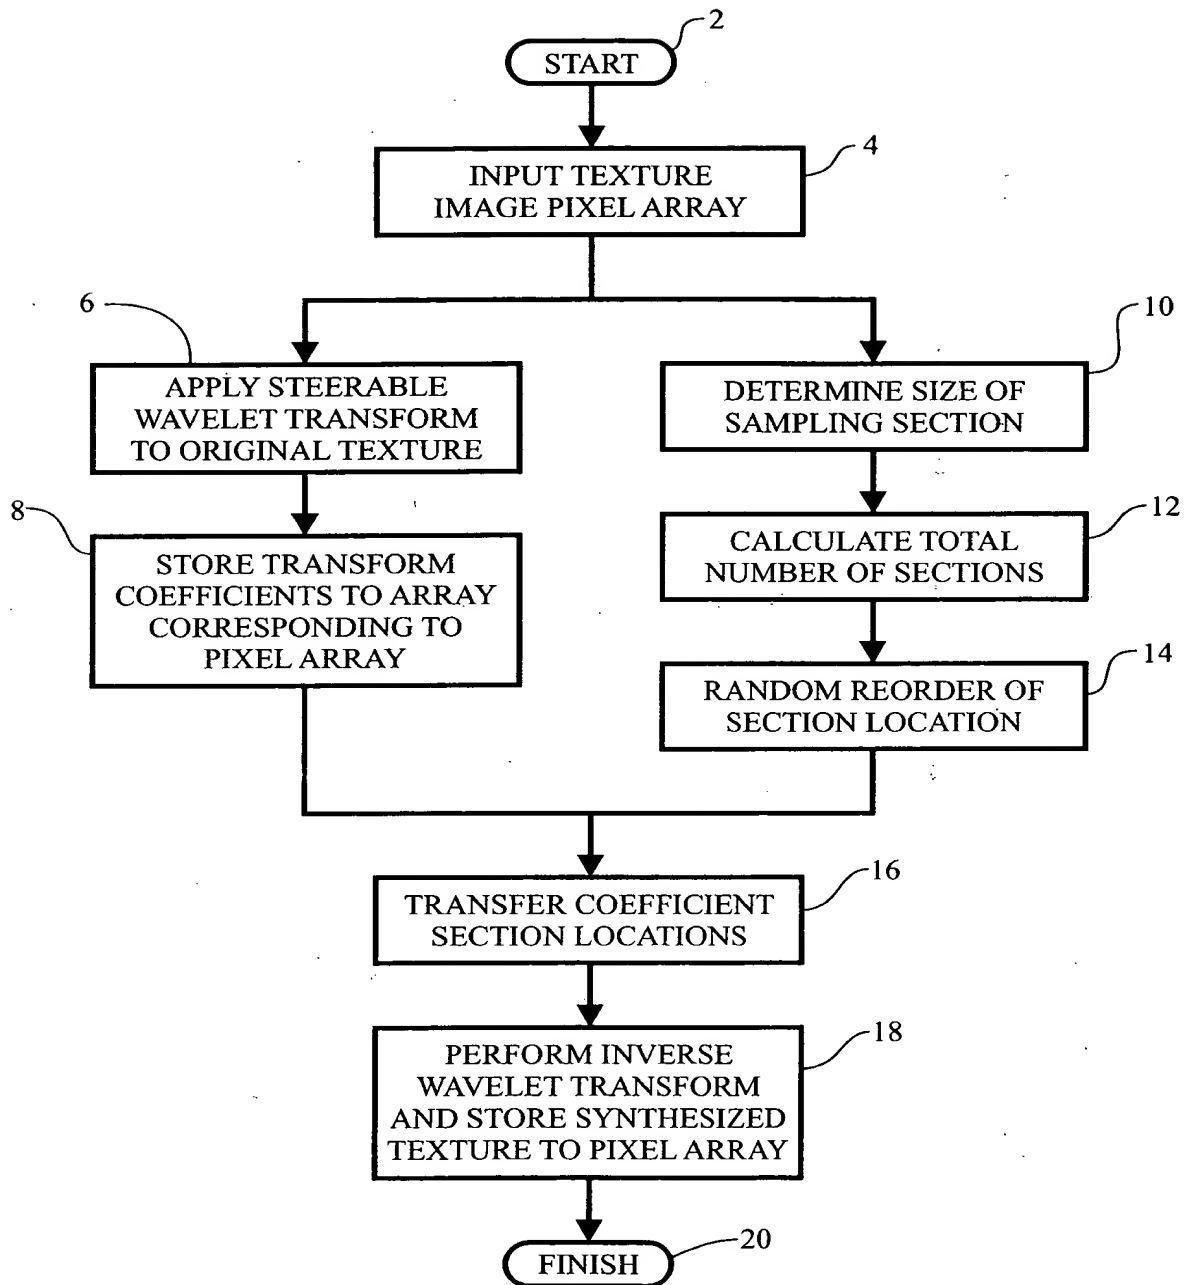 2
START
4
INPUT TEXTURE
IMAGE PIXEL ARRAY
6
APPLY STEERABLE
WAVELET TRANSFORM
TO ORIGINAL TEXTURE
8
STORE TRANSFORM
COEFFICIENTS TO ARRAY
CORRESPONDING TO
PIXEL ARRAY
10
DETERMINE SIZE OF
SAMPLING SECTION
12
CALCULATE TOTAL
NUMBER OF SECTIONS
14
RANDOM REORDER OF
SECTION LOCATION
16
TRANSFER COEFFICIENT
SECTION LOCATIONS
18
PERFORM INVERSE
WAVELET TRANSFORM
AND STORE SYNTHESIZED
TEXTURE TO PIXEL ARRAY
20
FINISH